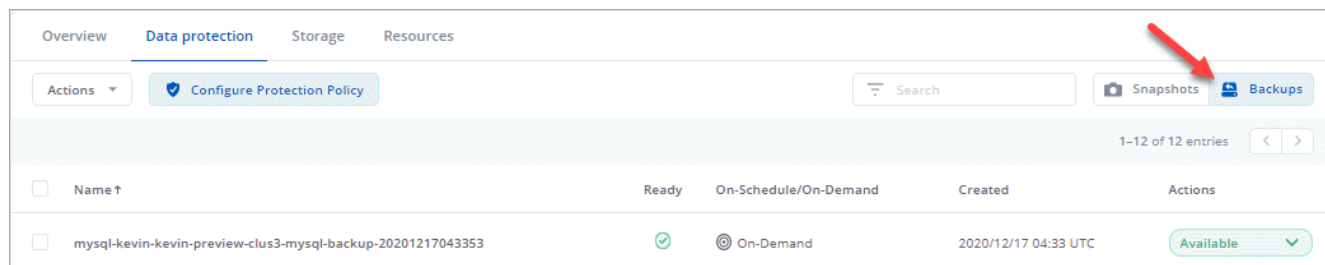 Overview Data protection Storage Resources
Actions Configure Protection Policy Search Snapshots Backups
1–12 of 12 entries < >
Name↑ Ready On-Schedule/On-Demand Created Actions
mysql-kevin-kevin-preview-clus3-mysql-backup-20201217043353 On-Demand 2020/12/17 04:33 UTC Available